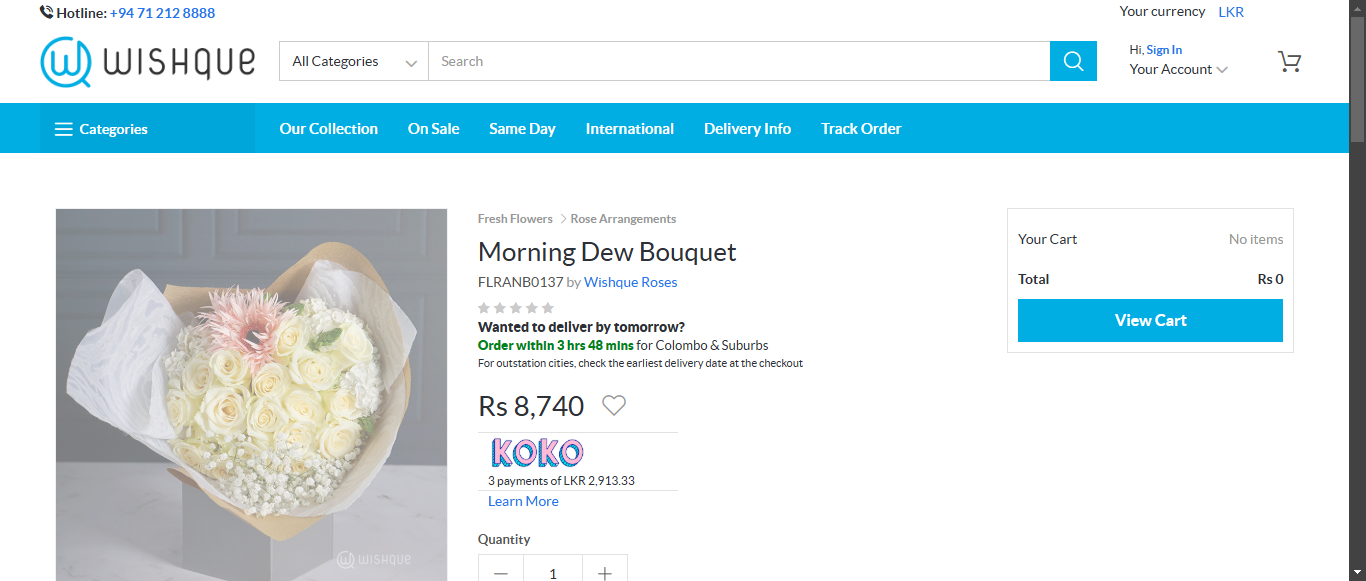 Hotline: +94 71 212 8888
Your currency LKR
WISHQUE
All Categories
Search
Hi, Sign In
Your Account
Categories
Our Collection
On Sale
Same Day
International
Delivery Info
Track Order
Fresh Flowers
Rose Arrangements
Morning Dew Bouquet
FLRANB0137 by Wishque Roses
Wanted to deliver by tomorrow?
Order within 3 hrs 48 mins for Colombo & Suburbs
For outstation cities, check the earliest delivery date at the checkout
Rs 8,740
KOKO
3 payments of LKR 2,913.33
Learn More
Quantity
1
Your Cart
No items
Total
Rs 0
View Cart
WISHQUE